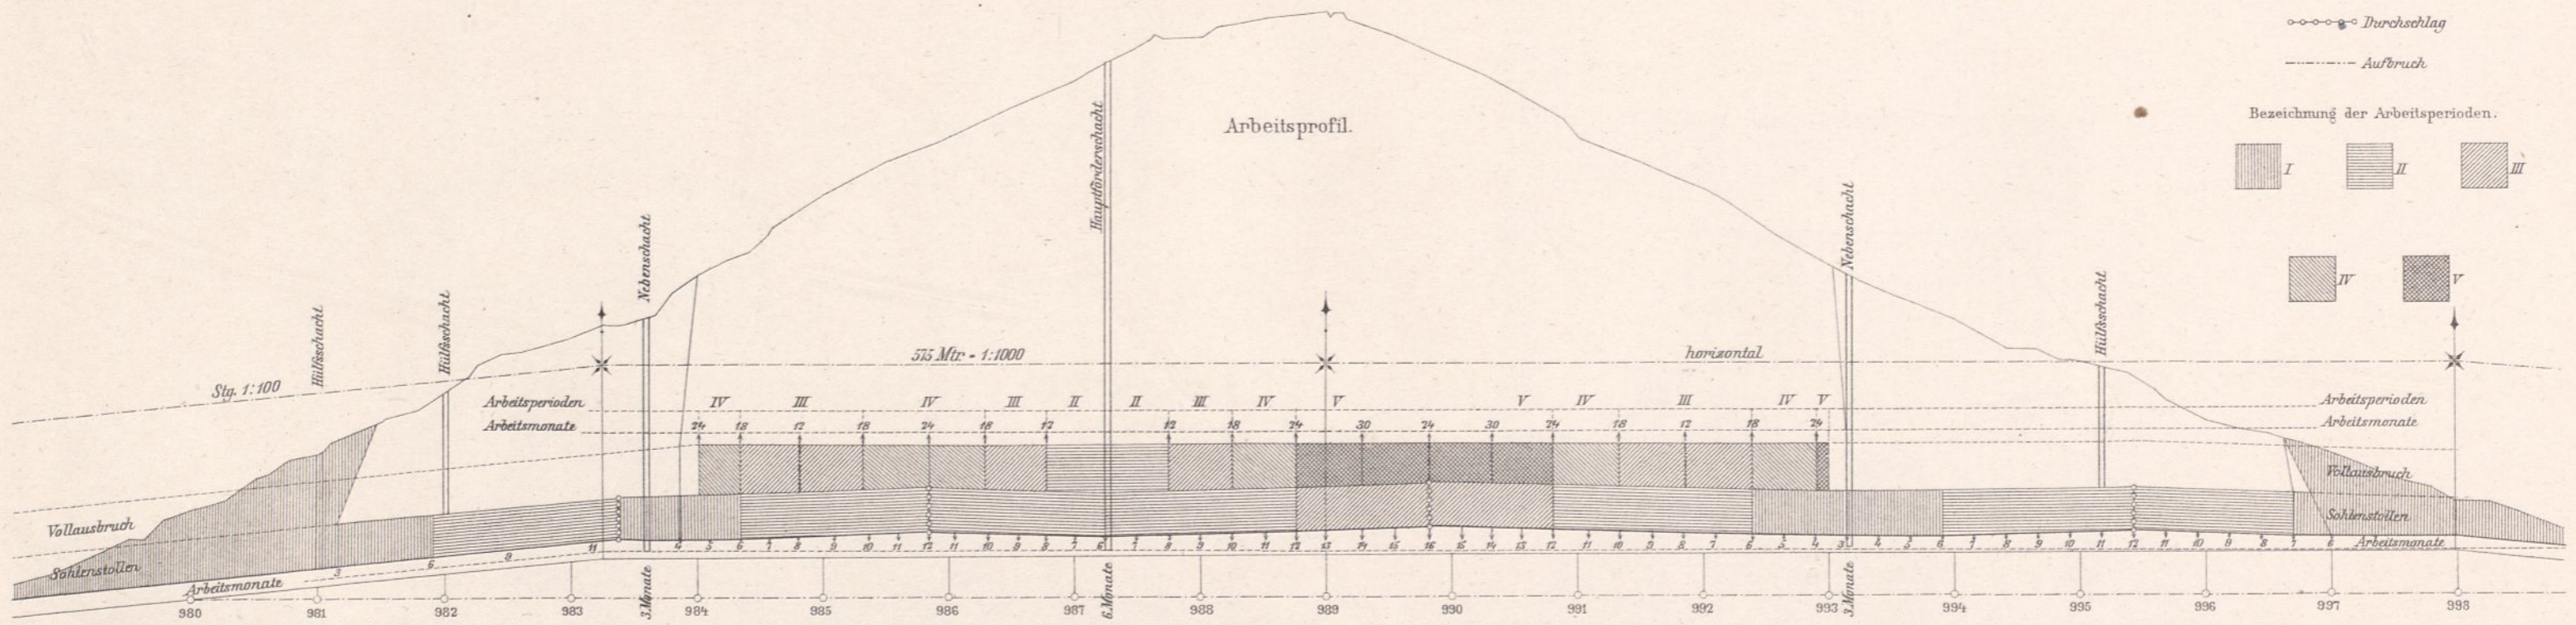 Durchschlag
Aufbruch
Bezeichnung der Arbeitsperioden.
I II III
IV V
Arbeitsprofil.
Hülfsschacht
Hülfsschacht
Nebenschacht
Hauptförderschacht
Nebenschacht
Hülfsschacht
Stg. 1:100
575 Mtr - 1:1000
horizontal
Arbeitsperioden IV III IV III II II III IV V V IV III IV V Arbeitsperioden
Arbeitsmonate 24 18 12 18 24 18 12 12 18 24 30 24 30 24 18 12 18 24 Arbeitsmonate
Vollausbruch
Vollausbruch
Sohlenstollen
Sohlenstollen
Arbeitsmonate 3 6 9 11 4 5 6 7 8 9 10 11 12 11 10 9 8 7 6 7 8 9 10 11 12 13 14 15 16 15 14 13 12 11 10 9 8 7 6 5 4 3 4 5 6 7 8 9 10 11 12 11 10 9 8 7 6 Arbeitsmonate
3.Monate
6.Monate
3.Monate
980 981 982 983 984 985 986 987 988 989 990 991 992 993 994 995 996 997 998